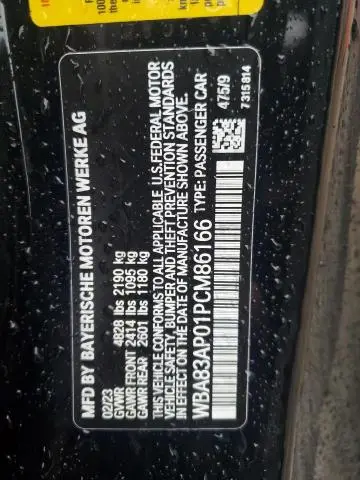 MFD BY BAYERISCHE MOTOREN WERKE AG
02/23
GVWR 4828 lbs 2190 kg
GAWR FRONT 2414 lbs 1095 kg
GAWR REAR 2601 lbs 1180 kg
VEHICLE CONFORMS TO ALL APPLICABLE U.S. FEDERAL MOTOR
VEHICLE SAFETY, BUMPER AND THEFT PREVENTION STANDARDS
IN EFFECT ON DATE OF MANUFACTURE SHOWN ABOVE.
WBA83AP01PCM86166 TYPE: PASSENGER CAR
475/9
7315814